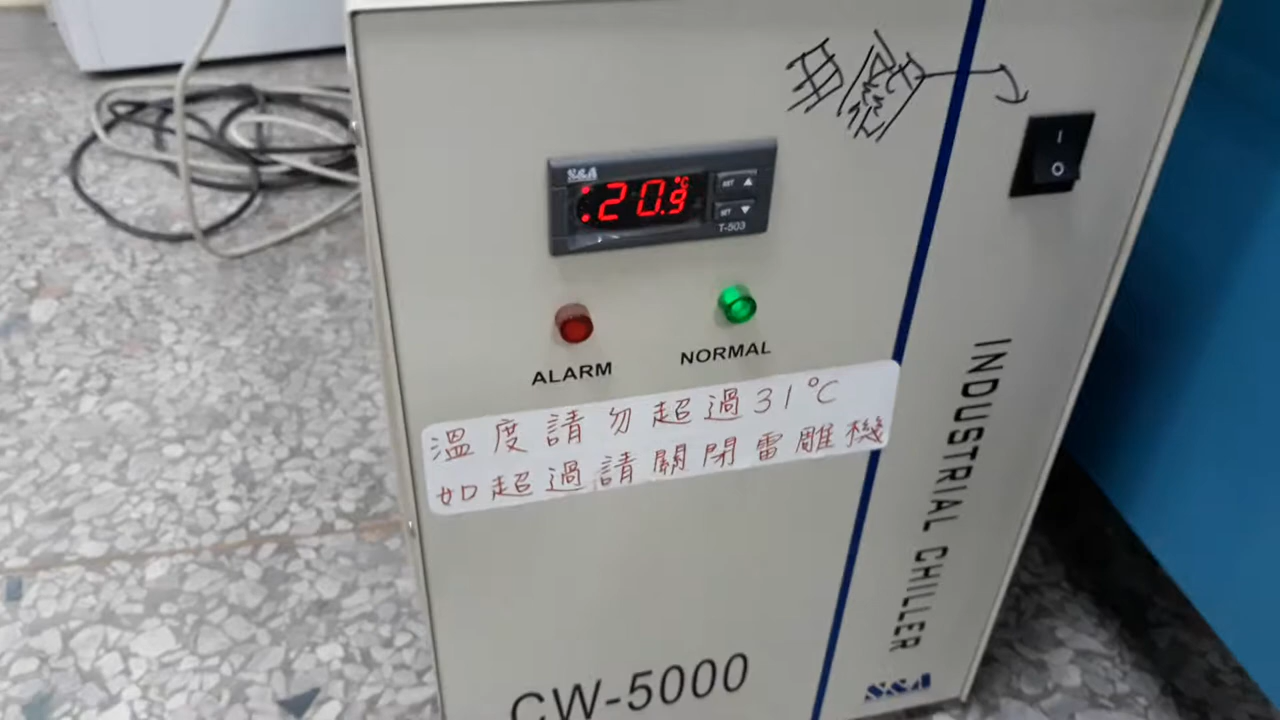 S&A
20.9°C
SET ▲
SET ▼
T-503
ALARM
NORMAL
溫度請勿超過31°C
如超過請關閉雷雕機
INDUSTRIAL CHILLER
S&A
CW-5000
I
O